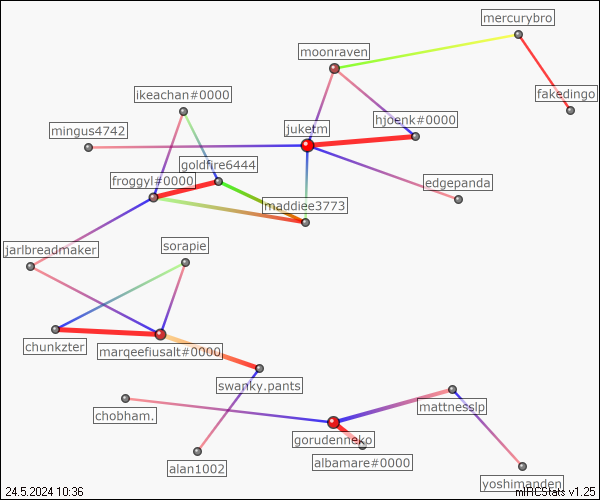 mercurybro
moonraven
ikeachan#0000
fakedingo
hjoenk#0000
juketm
mingus4742
goldfire6444
froggyl#0000
edgepanda
maddiee3773
sorapie
jarlbreadmaker
chunkzter
marqeefiusalt#0000
swanky.pants
mattnesslp
chobham.
gorudenneko
albamare#0000
alan1002
yoshimanden
24.5.2024 10:36
mIRCStats v1.25